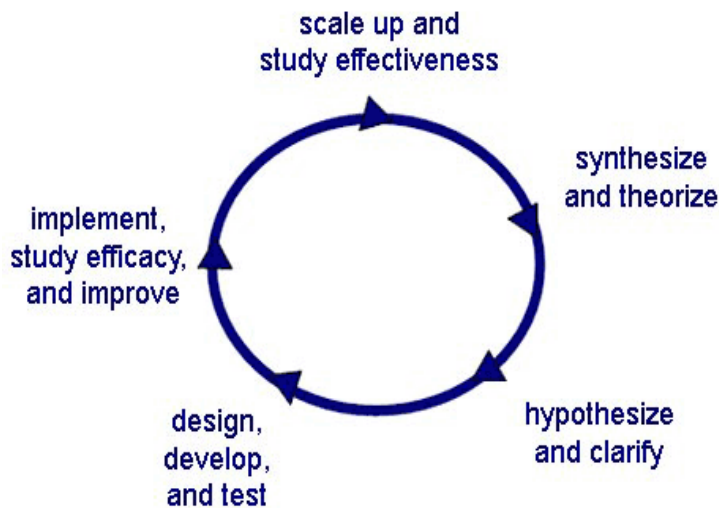 scale up and
study effectiveness
synthesize
and theorize
hypothesize
and clarify
design,
develop,
and test
implement,
study efficacy,
and improve